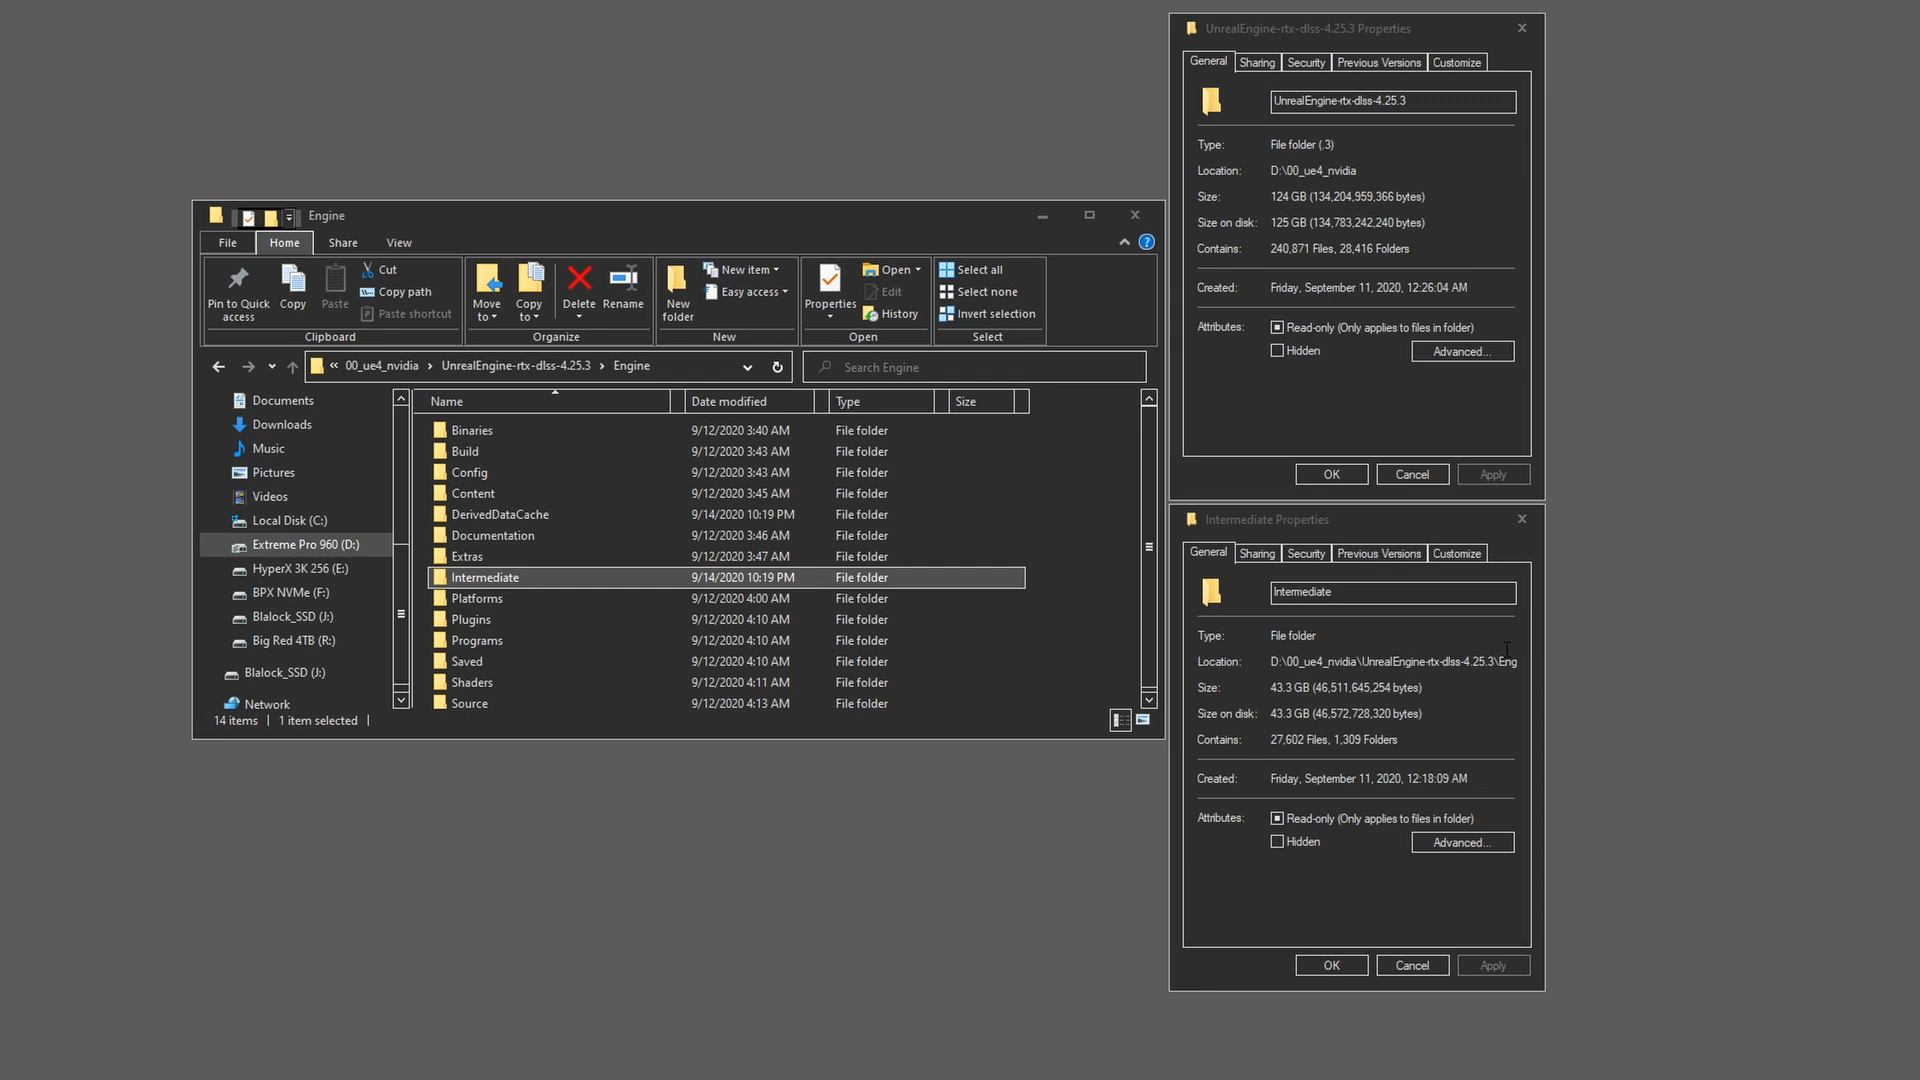 Engine
File
Home
Share
View
Pin to Quick access
Copy
Paste
Cut
Copy path
Paste shortcut
Clipboard
Move to
Copy to
Delete
Rename
Organize
New folder
New item
Easy access
New
Properties
Open
Edit
History
Open
Select all
Select none
Invert selection
Select
« 00_ue4_nvidia › UnrealEngine-rtx-dlss-4.25.3 › Engine
Search Engine
Documents
Downloads
Music
Pictures
Videos
Local Disk (C:)
Extreme Pro 960 (D:)
HyperX 3K 256 (E:)
BPX NVMe (F:)
Blalock_SSD (J:)
Big Red 4TB (R:)
Blalock_SSD (J:)
Network
Name Date modified Type Size
Binaries 9/12/2020 3:40 AM File folder
Build 9/12/2020 3:43 AM File folder
Config 9/12/2020 3:43 AM File folder
Content 9/12/2020 3:45 AM File folder
DerivedDataCache 9/14/2020 10:19 PM File folder
Documentation 9/12/2020 3:46 AM File folder
Extras 9/12/2020 3:47 AM File folder
Intermediate 9/14/2020 10:19 PM File folder
Platforms 9/12/2020 4:00 AM File folder
Plugins 9/12/2020 4:10 AM File folder
Programs 9/12/2020 4:10 AM File folder
Saved 9/12/2020 4:10 AM File folder
Shaders 9/12/2020 4:11 AM File folder
Source 9/12/2020 4:13 AM File folder
14 items 1 item selected
UnrealEngine-rtx-dlss-4.25.3 Properties
General Sharing Security Previous Versions Customize
UnrealEngine-rtx-dlss-4.25.3
Type: File folder (.3)
Location: D:\00_ue4_nvidia
Size: 124 GB (134,204,959,366 bytes)
Size on disk: 125 GB (134,783,242,240 bytes)
Contains: 240,871 Files, 28,416 Folders
Created: Friday, September 11, 2020, 12:26:04 AM
Attributes: Read-only (Only applies to files in folder)
Hidden Advanced...
OK Cancel Apply
Intermediate Properties
General Sharing Security Previous Versions Customize
Intermediate
Type: File folder
Location: D:\00_ue4_nvidia\UnrealEngine-rtx-dlss-4.25.3\Eng
Size: 43.3 GB (46,511,645,254 bytes)
Size on disk: 43.3 GB (46,572,728,320 bytes)
Contains: 27,602 Files, 1,309 Folders
Created: Friday, September 11, 2020, 12:18:09 AM
Attributes: Read-only (Only applies to files in folder)
Hidden Advanced...
OK Cancel Apply